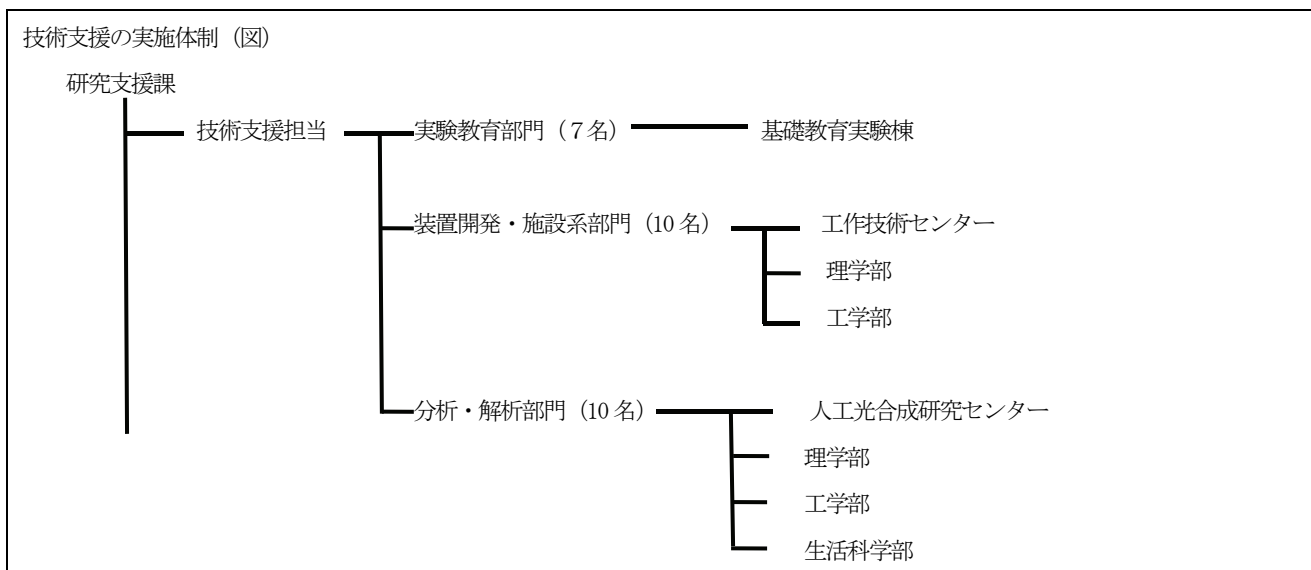 技術支援の実施体制（図）
研究支援課
技術支援担当 実験教育部門（７名） 基礎教育実験棟
装置開発・施設系部門（10 名） 工作技術センター
理学部
工学部
分析・解析部門（10 名） 人工光合成研究センター
理学部
工学部
生活科学部